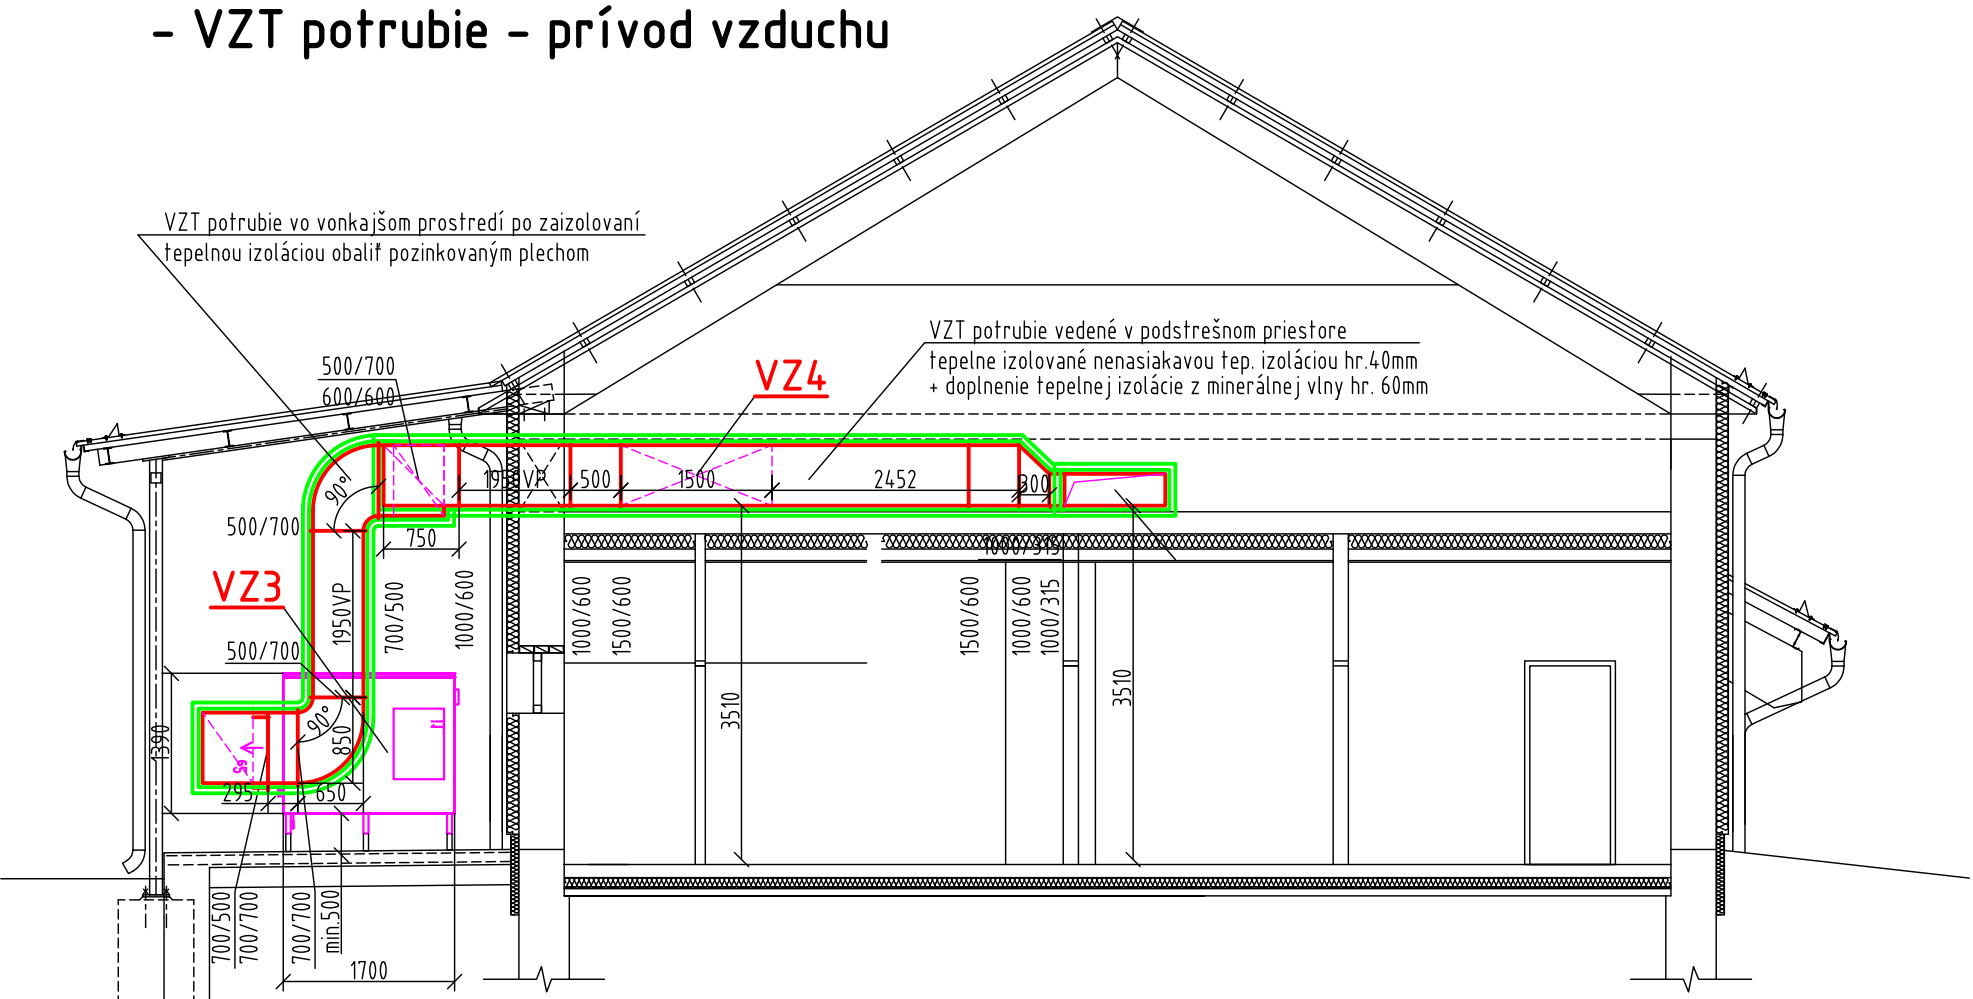 - VZT potrubie - prívod vzduchu
VZT potrubie vo vonkajšom prostredí po zaizolovaní
tepelnou izoláciou obaliť pozinkovaným plechom
VZT potrubie vedené v podstrešnom priestore
tepelne izolované nenasiakavou tep. izoláciou hr.40mm
+ doplnenie tepelnej izolácie z minerálnej vlny hr. 60mm
500/700
600/600
VZ4
90°
1950VP
500
1500
2452
300
500/700
750
1000/315
VZ3
1950VP
700/500
1000/600
1000/600
1500/600
1500/600
1000/600
1000/315
500/700
3510
3510
90°
850
1390
295
650
700/500
700/700
700/700
min.500
1700